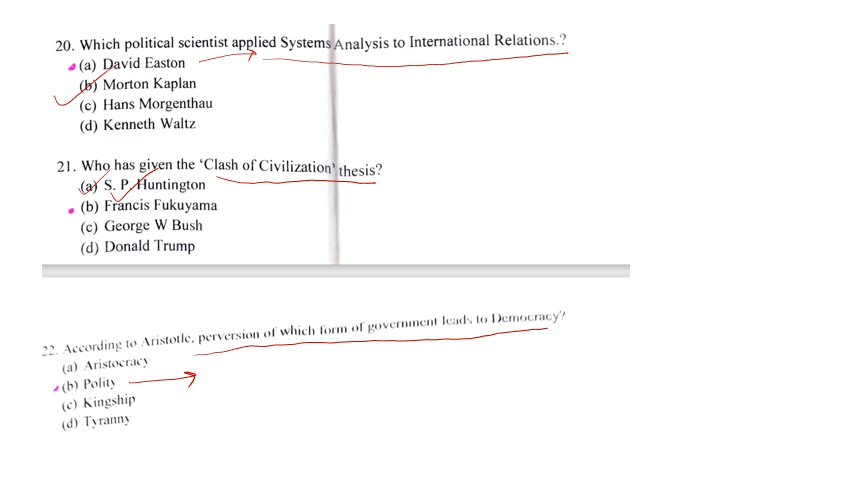 20. Which political scientist applied Systems Analysis to International Relations.?
(a) David Easton
(b) Morton Kaplan
(c) Hans Morgenthau
(d) Kenneth Waltz
21. Who has given the ‘Clash of Civilization’ thesis?
(a) S. P. Huntington
(b) Francis Fukuyama
(c) George W Bush
(d) Donald Trump
22. According to Aristotle, perversion of which form of government leads to Democracy?
(a) Aristocracy
(b) Polity
(c) Kingship
(d) Tyranny